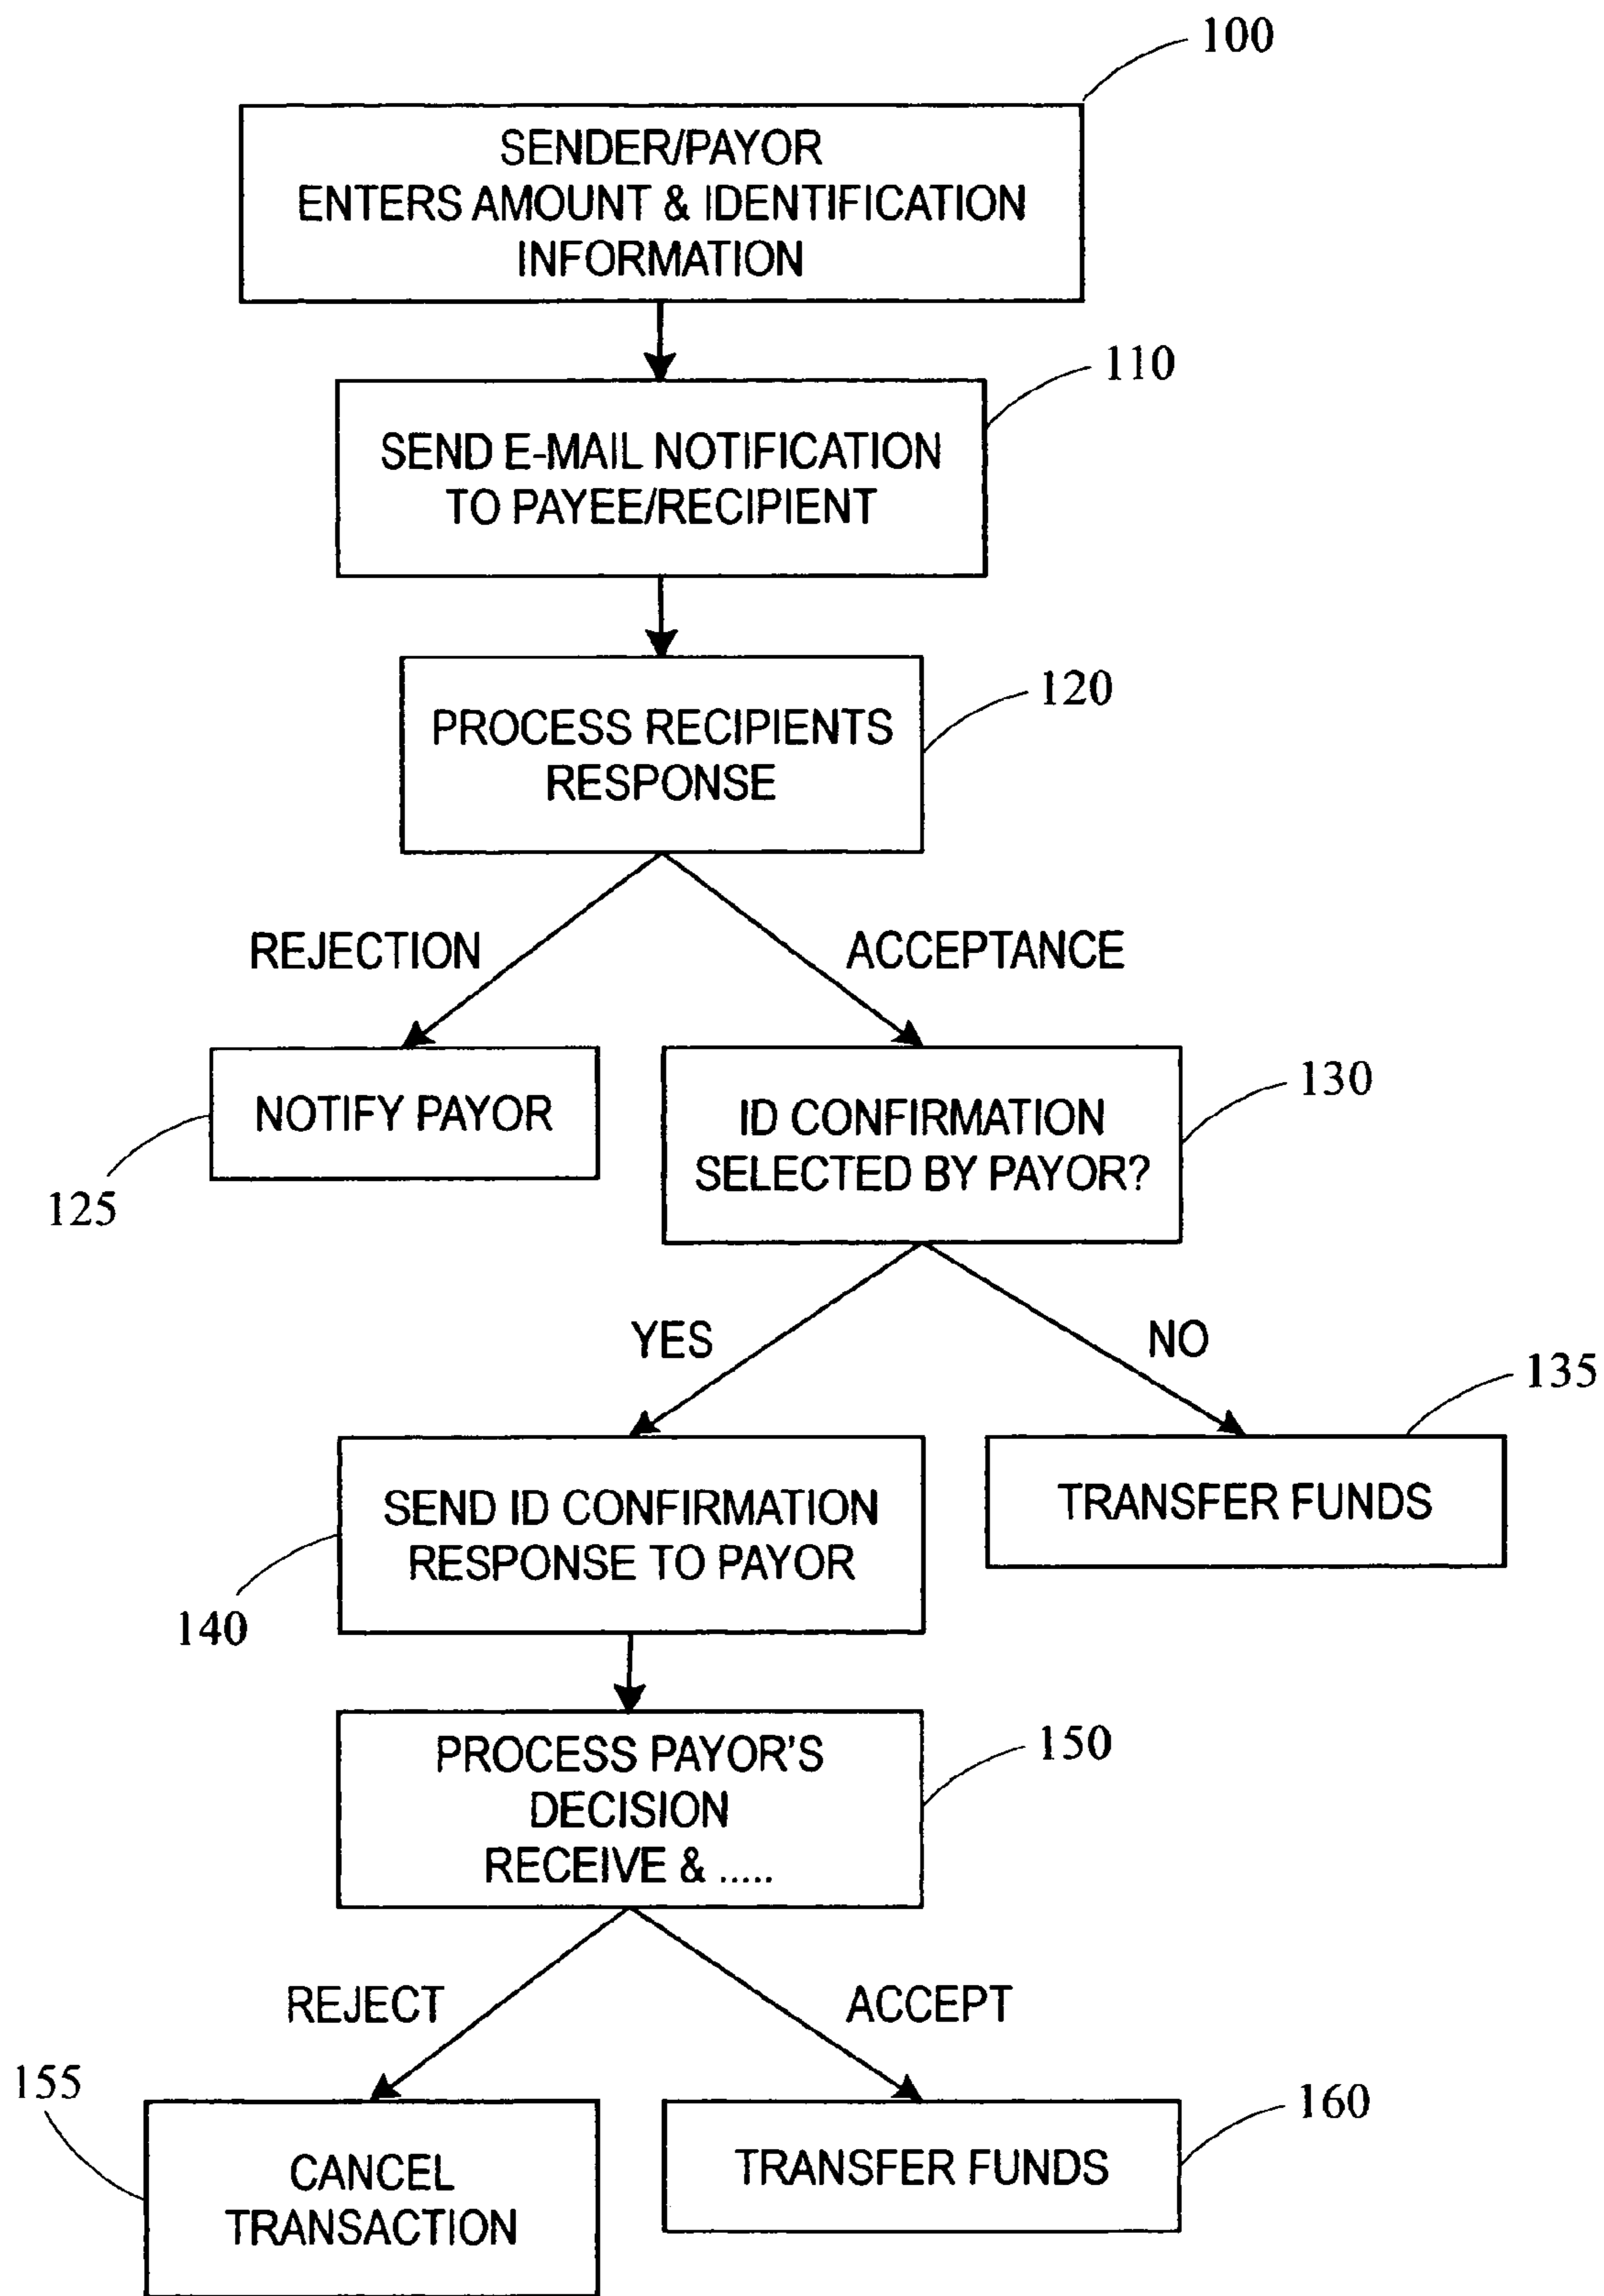 100
SENDER/PAYOR
ENTERS AMOUNT & IDENTIFICATION
INFORMATION
110
SEND E-MAIL NOTIFICATION
TO PAYEE/RECIPIENT
120
PROCESS RECIPIENTS
RESPONSE
REJECTION
ACCEPTANCE
NOTIFY PAYOR
125
130
ID CONFIRMATION
SELECTED BY PAYOR?
YES
NO
135
SEND ID CONFIRMATION
RESPONSE TO PAYOR
140
TRANSFER FUNDS
150
PROCESS PAYOR'S
DECISION
RECEIVE & .....
REJECT
ACCEPT
155
CANCEL
TRANSACTION
160
TRANSFER FUNDS